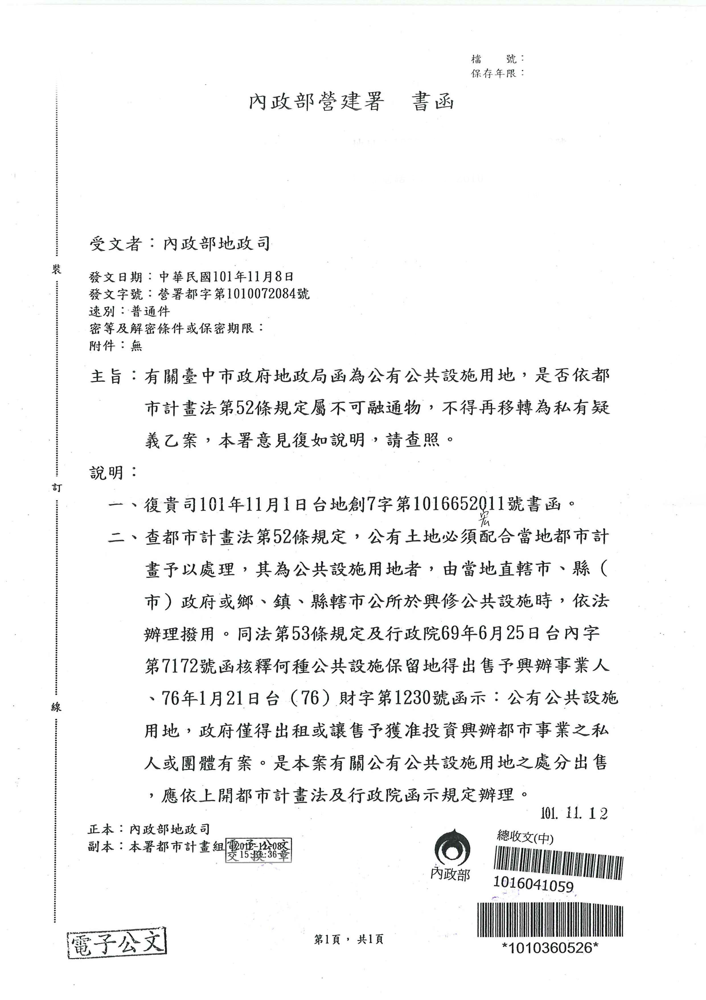 檔　　號：
保存年限：
內政部營建署　書函
受文者：內政部地政司
發文日期：中華民國101年11月8日
發文字號：營署都字第1010072084號
速別：普通件
密等及解密條件或保密期限：
附件：無
主旨：有關臺中市政府地政局函為公有公共設施用地，是否依都
市計畫法第52條規定屬不可融通物，不得再移轉為私有疑
義乙案，本署意見復如說明，請查照。
說明：
一、復貴司101年11月1日台地創7字第1016652011號書函。
二、查都市計畫法第52條規定，公有土地必須配合當地都市計
畫予以處理，其為公共設施用地者，由當地直轄市、縣（
市）政府或鄉、鎮、縣轄市公所於興修公共設施時，依法
辦理撥用。同法第53條規定及行政院69年6月25日台內字
第7172號函核釋何種公共設施保留地得出售予興辦事業人
、76年1月21日台（76）財字第1230號函示：公有公共設施
用地，政府僅得出租或讓售予獲准投資興辦都市事業之私
人或團體有案。是本案有關公有公共設施用地之處分出售
，應依上開都市計畫法及行政院函示規定辦理。
101. 11. 12
正本：內政部地政司
副本：本署都市計畫組
電子公文
交換章
2012-11-08
總收文(中)
內政部
1016041059
*1010360526*
電子公文
第1頁，共1頁
裝
訂
線